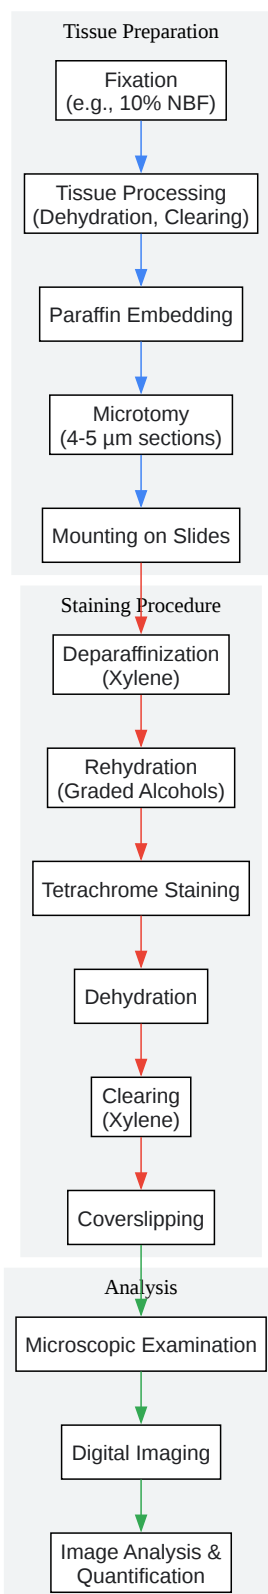 Tissue Preparation
Fixation
(e.g., 10% NBF)
Tissue Processing
(Dehydration, Clearing)
Paraffin Embedding
Microtomy
(4-5 µm sections)
Mounting on Slides
Staining Procedure
Deparaffinization
(Xylene)
Rehydration
(Graded Alcohols)
Tetrachrome Staining
Dehydration
Clearing
(Xylene)
Coverslipping
Analysis
Microscopic Examination
Digital Imaging
Image Analysis &
Quantification